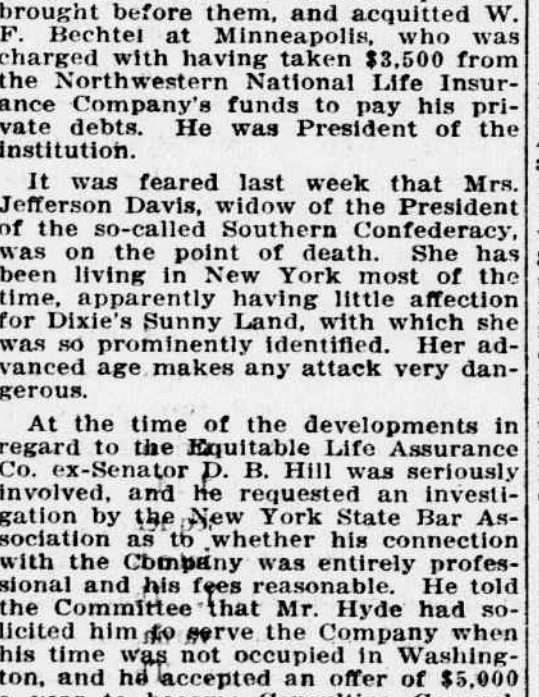 brought before them, and acquitted W.
F. Bechtel at Minneapolis, who was
charged with having taken $3,500 from
the Northwestern National Life Insur-
ance Company's funds to pay his pri-
vate debts. He was President of the
institution.
It was feared last week that Mrs.
Jefferson Davis, widow of the President
of the so-called Southern Confederacy,
was on the point of death. She has
been living in New York most of the
time, apparently having little affection
for Dixie's Sunny Land, with which she
was so prominently identified. Her ad-
vanced age makes any attack very dan-
gerous.
At the time of the developments in
regard to the Equitable Life Assurance
Co. ex-Senator D. B. Hill was seriously
involved, and he requested an investi-
gation by the New York State Bar As-
sociation as to whether his connection
with the Company was entirely profes-
sional and his fees reasonable. He told
the Committee that Mr. Hyde had so-
licited him to serve the Company when
his time was not occupied in Washing-
ton, and he accepted an offer of $5,000